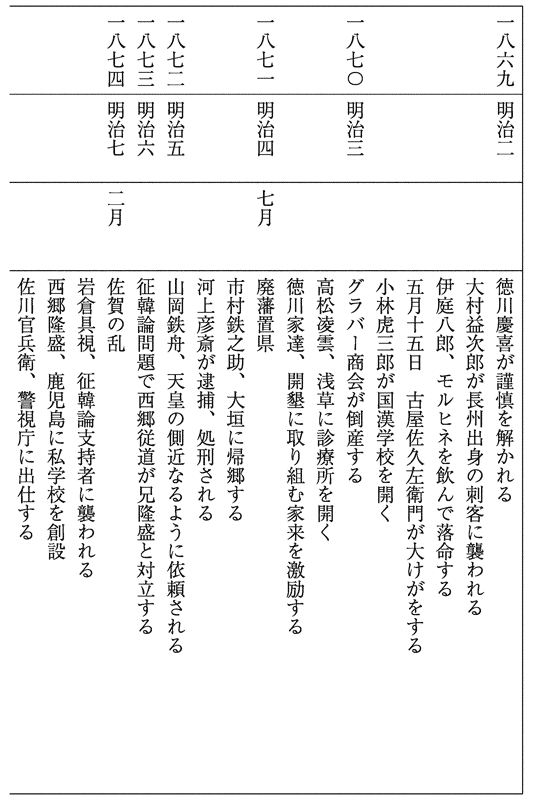 一八六九 明治二 徳川慶喜が謹慎を解かれる
大村益次郎が長州出身の刺客に襲われる
伊庭八郎、モルヒネを飲んで落命する
五月十五日 古屋佐久左衛門が大けがをする
小林虎三郎が国漢学校を開く
一八七〇 明治三 グラバー商会が倒産する
高松凌雲、浅草に診療所を開く
徳川家達、開墾に取り組む家来を激励する
一八七一 明治四 七月 廃藩置県
市村鉄之助、大垣に帰郷する
河上彦斎が逮捕、処刑される
一八七二 明治五 山岡鉄舟、天皇の側近なるように依頼される
一八七三 明治六 征韓論問題で西郷従道が兄隆盛と対立する
一八七四 明治七 二月 佐賀の乱
岩倉具視、征韓論支持者に襲われる
西郷隆盛、鹿児島に私学校を創設
佐川官兵衛、警視庁に出仕する